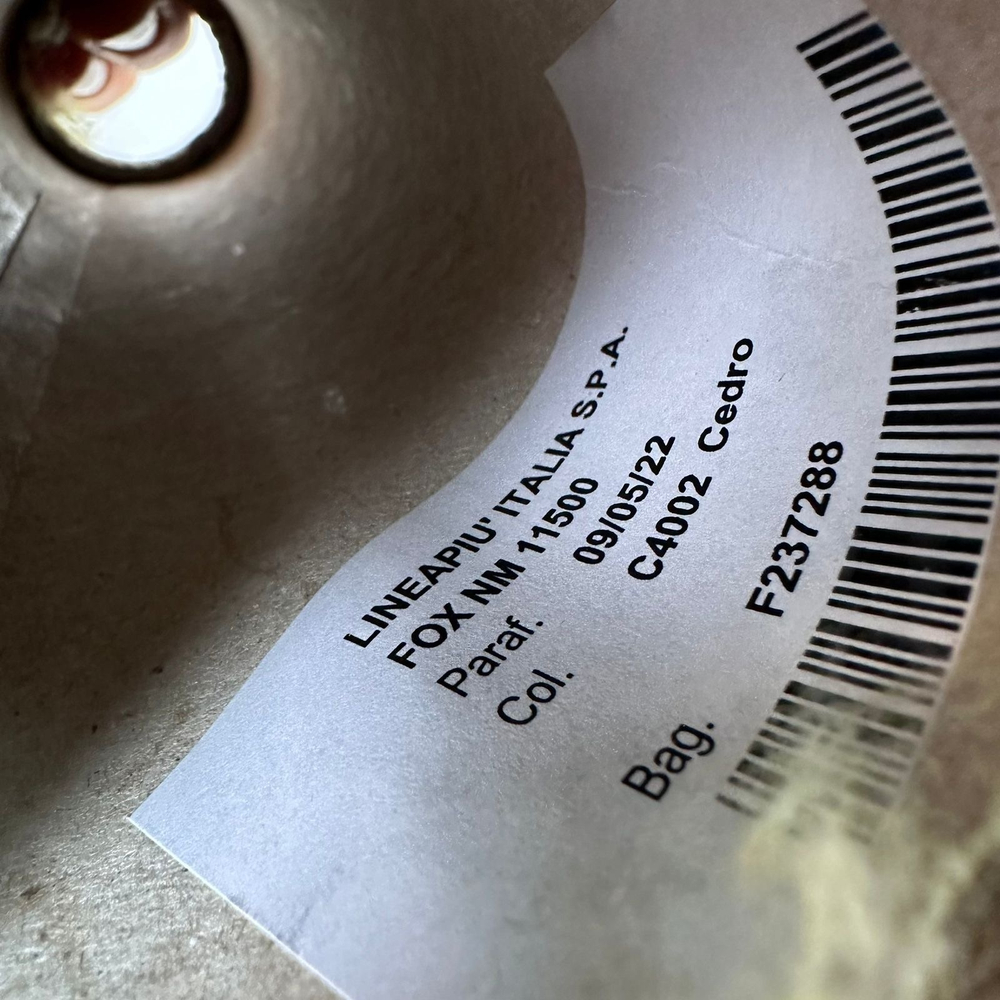 LINEAPIU' ITALIA S.P.A.
FOX NM 11500
Paraf. 09/05/22
Col. C4002 Cedro
Bag. F237288